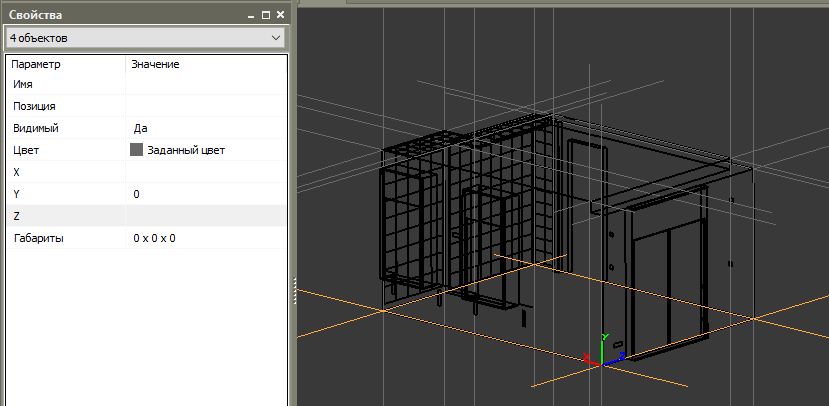 Свойства
4 объектов
Параметр Значение
Имя
Позиция
Видимый Да
Цвет Заданный цвет
X
Y 0
Z
Габариты 0 x 0 x 0
Y
X Z